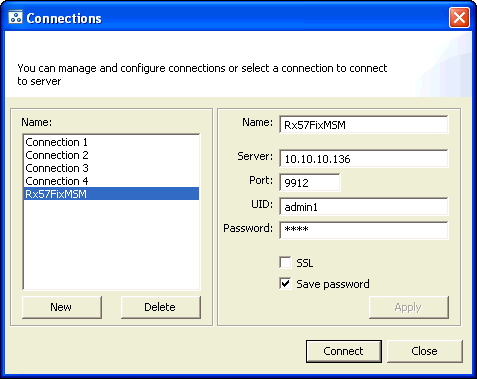 Connections
You can manage and configure connections or select a connection to connect
to server
Name:
Connection 1
Connection 2
Connection 3
Connection 4
Rx57FixMSM
New
Delete
Name: Rx57FixMSM
Server: 10.10.10.136
Port: 9912
UID: admin1
Password: ****
SSL
Save password
Apply
Connect
Close